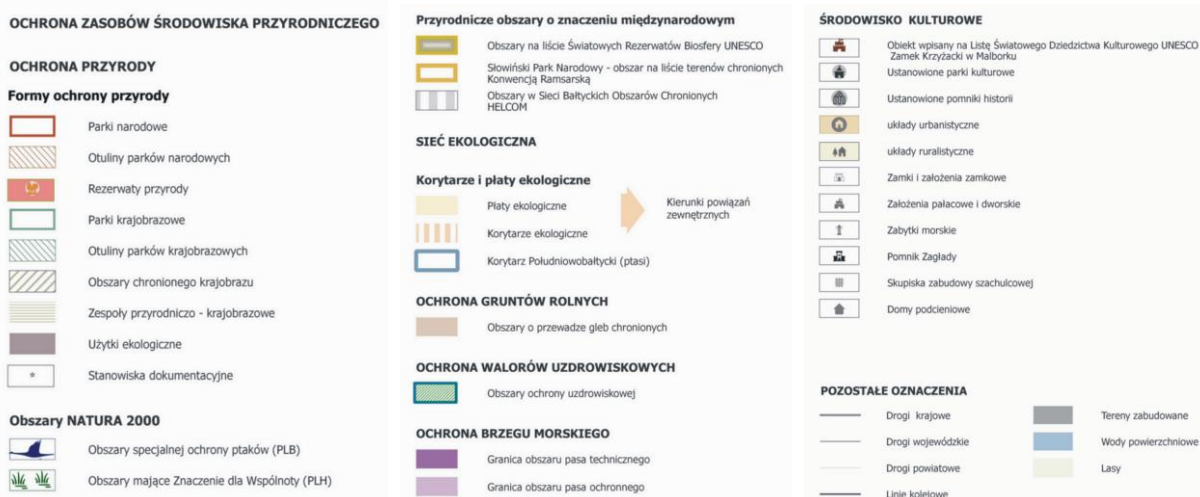 OCHRONA ZASOBÓW ŚRODOWISKA PRZYRODNICZEGO
OCHRONA PRZYRODY
Formy ochrony przyrody
Parki narodowe
Otuliny parków narodowych
Rezerwaty przyrody
Parki krajobrazowe
Otuliny parków krajobrazowych
Obszary chronionego krajobrazu
Zespoły przyrodniczo - krajobrazowe
Użytki ekologiczne
Stanowiska dokumentacyjne
Obszary NATURA 2000
Obszary specjalnej ochrony ptaków (PLB)
Obszary mające Znaczenie dla Wspólnoty (PLH)
Przyrodnicze obszary o znaczeniu międzynarodowym
Obszary na liście Światowych Rezerwatów Biosfery UNESCO
Słowiński Park Narodowy - obszar na liście terenów chronionych
Konwencją Ramsarską
Obszary w Sieci Bałtyckich Obszarów Chronionych
HELCOM
SIEĆ EKOLOGICZNA
Korytarze i płaty ekologiczne
Płaty ekologiczne
Korytarze ekologiczne
Korytarz Południowobałtycki (ptasi)
Kierunki powiązań
zewnętrznych
OCHRONA GRUNTÓW ROLNYCH
Obszary o przewadze gleb chronionych
OCHRONA WALORÓW UZDROWISKOWYCH
Obszary ochrony uzdrowiskowej
OCHRONA BRZEGU MORSKIEGO
Granica obszaru pasa technicznego
Granica obszaru pasa ochronnego
ŚRODOWISKO KULTUROWE
Obiekt wpisany na Listę Światowego Dziedzictwa Kulturowego UNESCO
Zamek Krzyżacki w Malborku
Ustanowione parki kulturowe
Ustanowione pomniki historii
układy urbanistyczne
układy ruralistyczne
Zamki i założenia zamkowe
Założenia pałacowe i dworskie
Zabytki morskie
Pomnik Zagłady
Skupiska zabudowy szachulcowej
Domy podcieniowe
POZOSTAŁE OZNACZENIA
Drogi krajowe
Drogi wojewódzkie
Drogi powiatowe
Linie kolejowe
Tereny zabudowane
Wody powierzchniowe
Lasy